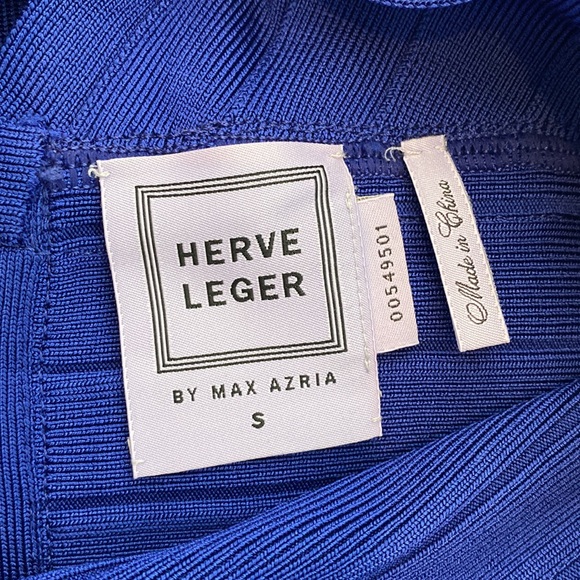 HERVE
LEGER
BY MAX AZRIA
S
00549501
Made in China